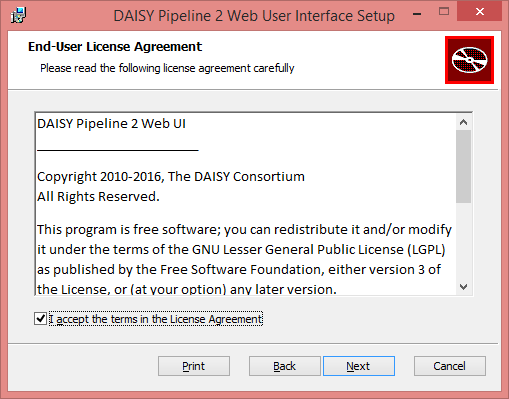 DAISY Pipeline 2 Web User Interface Setup
End-User License Agreement
Please read the following license agreement carefully
DAISY Pipeline 2 Web UI
Copyright 2010-2016, The DAISY Consortium
All Rights Reserved.
This program is free software; you can redistribute it and/or modify
it under the terms of the GNU Lesser General Public License (LGPL)
as published by the Free Software Foundation, either version 3 of
the License, or (at your option) any later version.
I accept the terms in the License Agreement
Print
Back
Next
Cancel